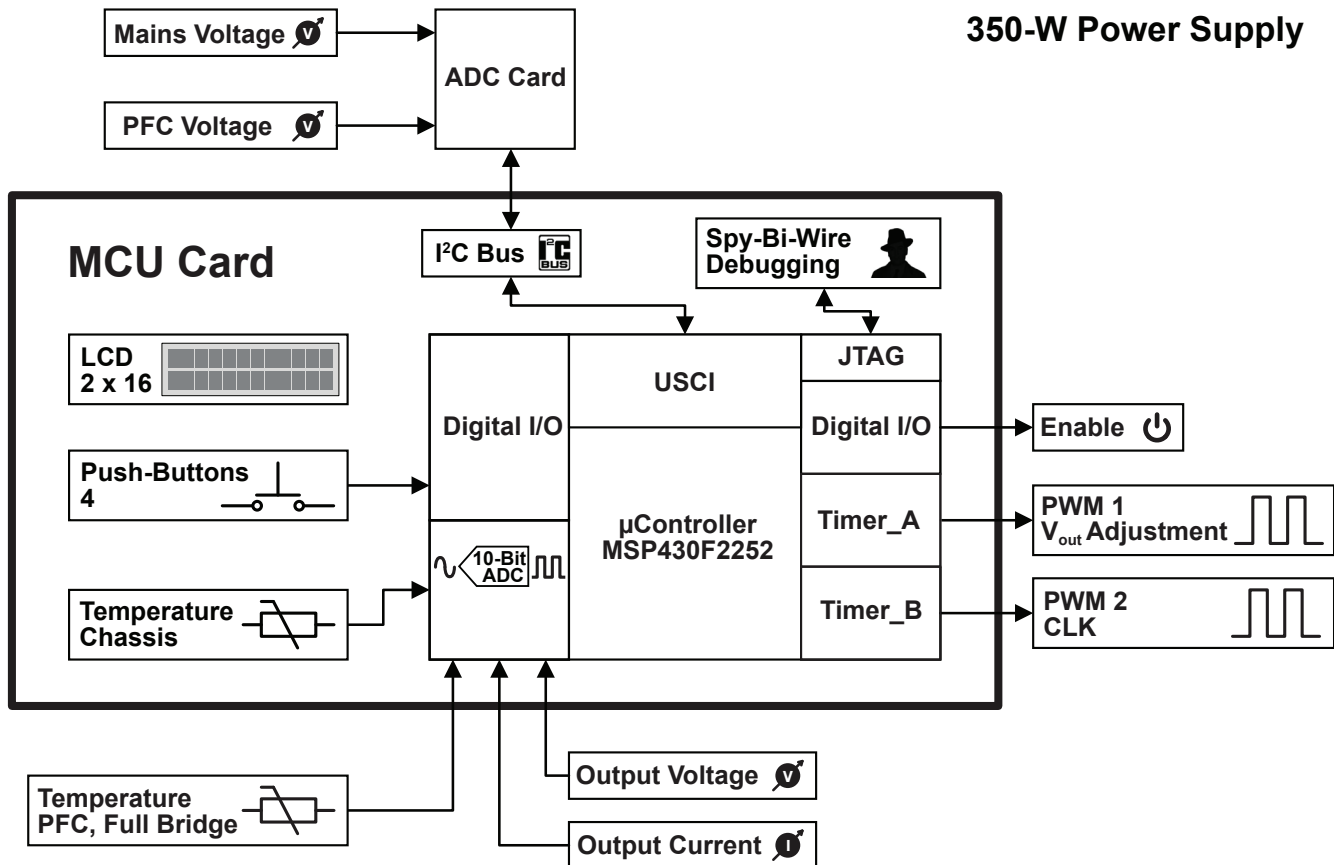 350-W Power Supply
Mains Voltage V
ADC Card
PFC Voltage V
MCU Card
I²C Bus I²C BUS
Spy-Bi-Wire
Debugging
LCD
2 x 16
Digital I/O
USCI
JTAG
Digital I/O
Enable
Push-Buttons
4
µController
MSP430F2252
Timer_A
PWM 1
Vout Adjustment
10-Bit
ADC
Temperature
Chassis
Timer_B
PWM 2
CLK
Output Voltage V
Temperature
PFC, Full Bridge
Output Current I